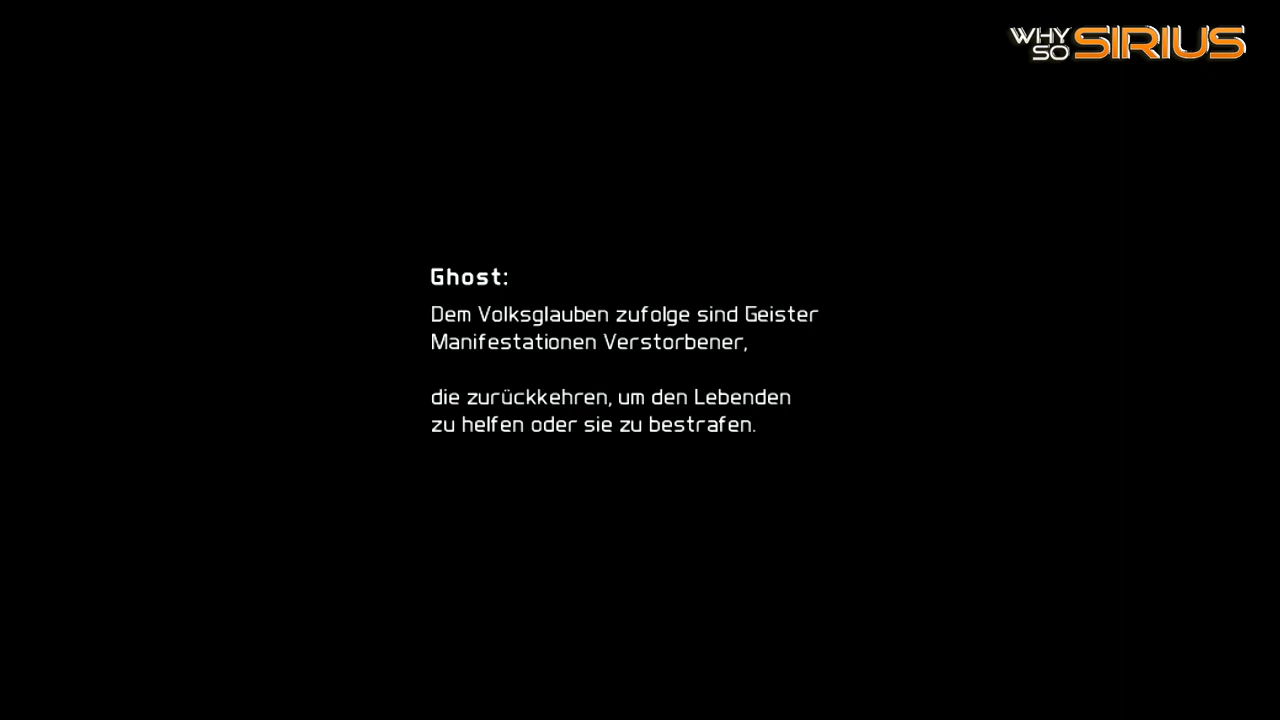 WHY SO SIRIUS
Ghost:
Dem Volksglauben zufolge sind Geister
Manifestationen Verstorbener,
die zurückkehren, um den Lebenden
zu helfen oder sie zu bestrafen.